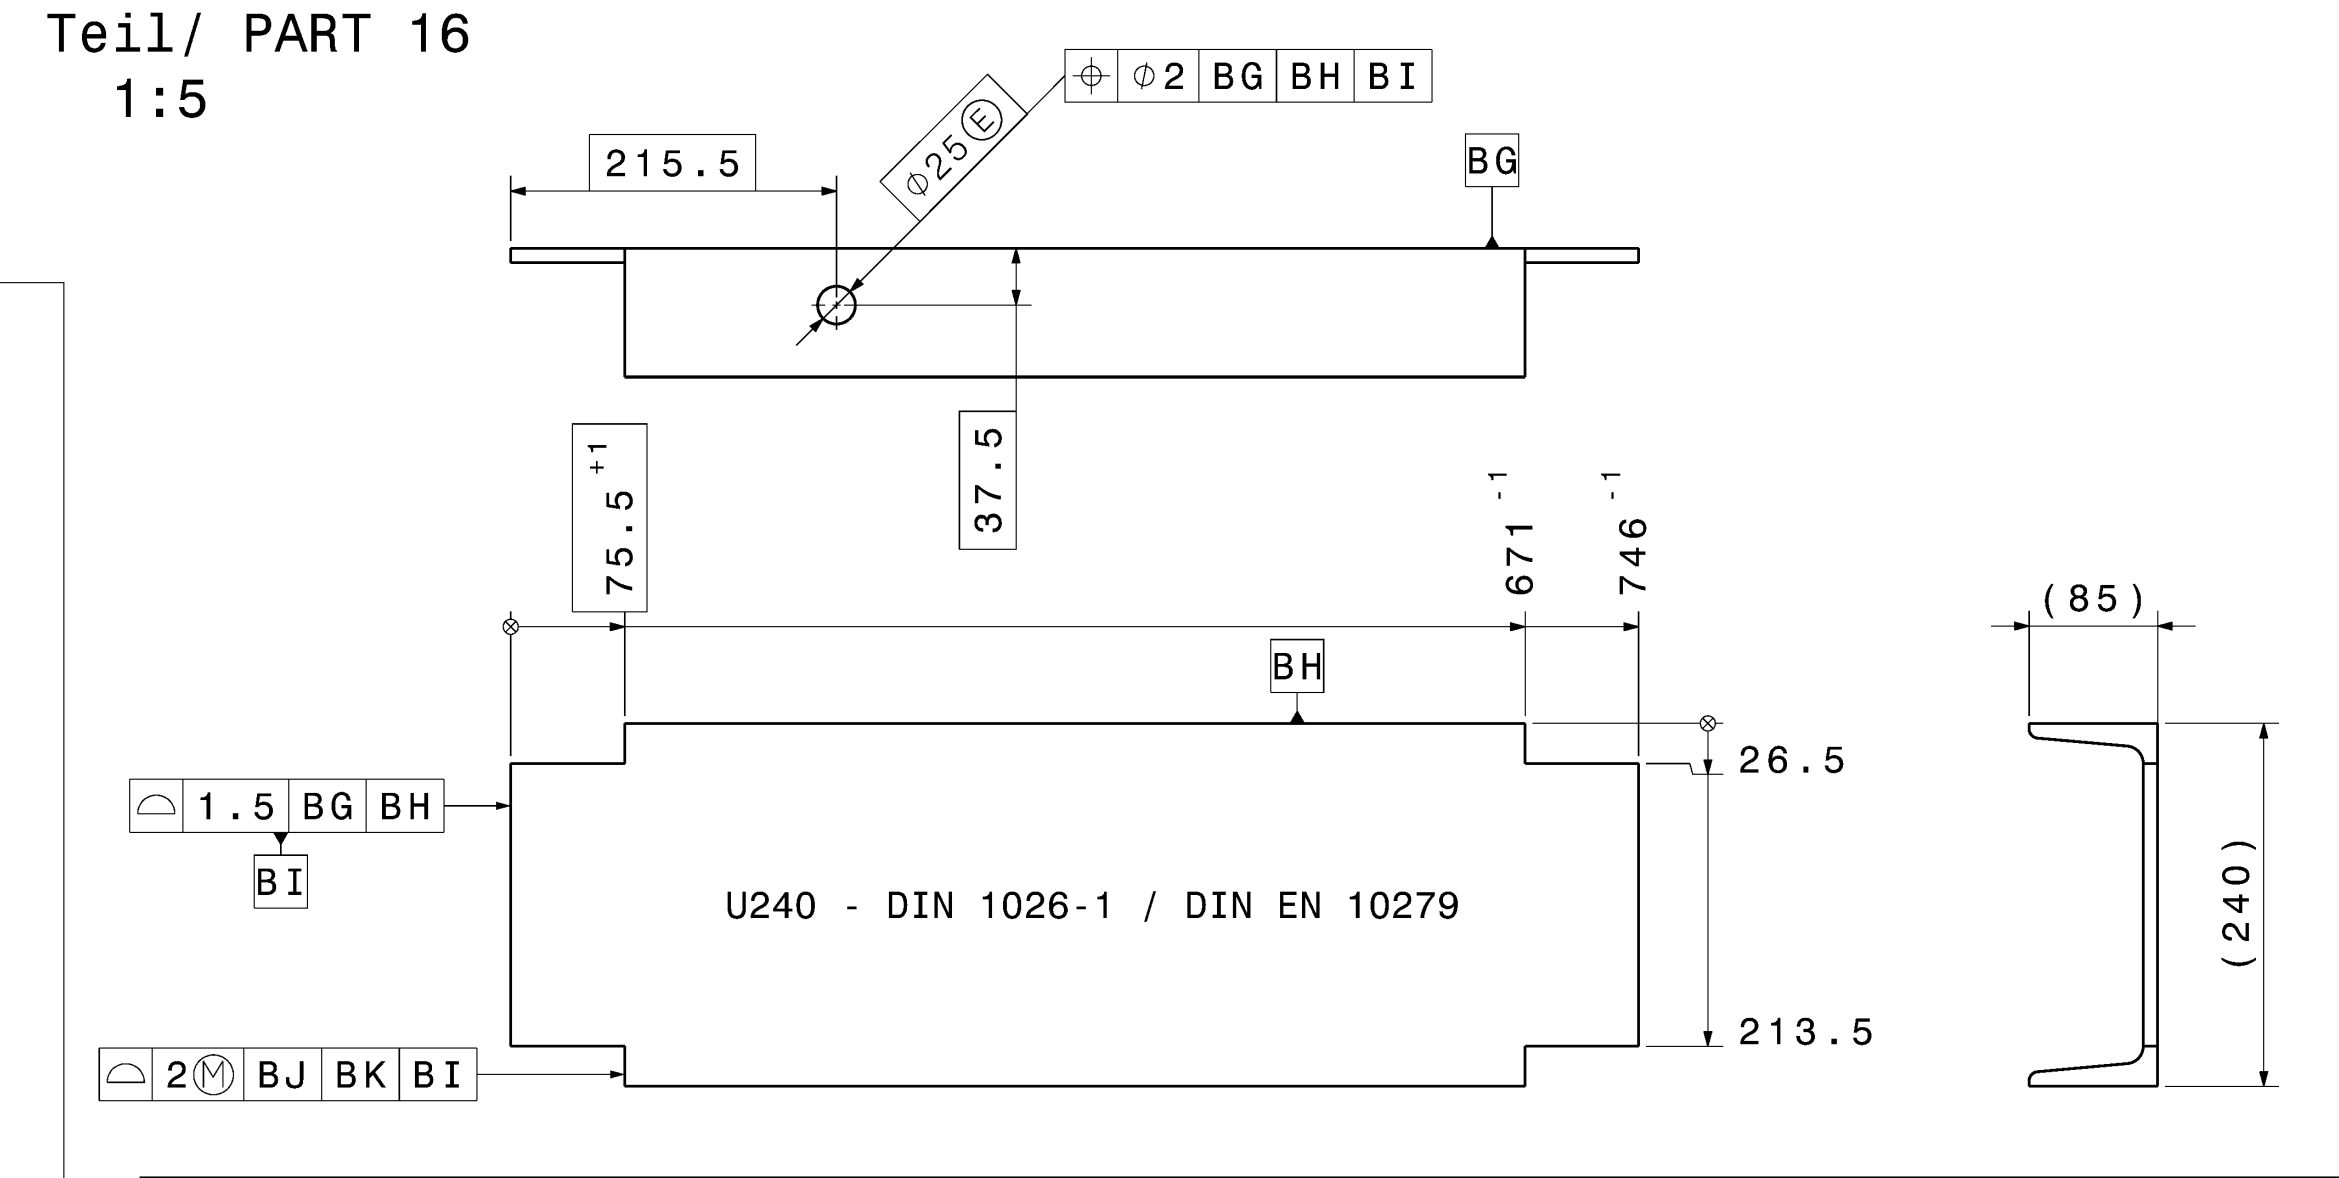 Teil/ PART 16
1:5
⌖ ⌀2 BG BH BI
⌀25Ⓔ
215.5
BG
37.5
75.5 +1
671 -1
746 -1
(85)
BH
26.5
⌓ 1.5 BG BH
BI
U240 - DIN 1026-1 / DIN EN 10279
(240)
213.5
⌓ 2Ⓜ BJ BK BI